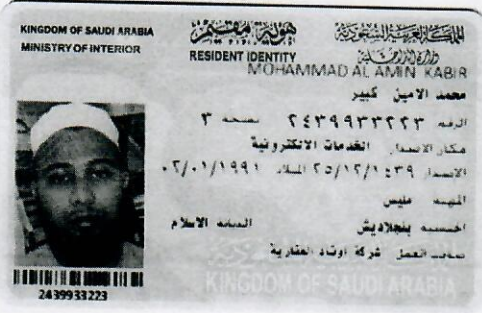 KINGDOM OF SAUDI ARABIA
MINISTRY OF INTERIOR
هوية مقيم
RESIDENT IDENTITY
المملكة العربية السعودية
وزارة الداخلية
MOHAMMAD AL AMIN KABIR
محمد الامين كبير
الرقم ٢٤٣٩٩٣٣٢٢٣ نسخة ٣
مكان الاصدار الخدمات الالكترونية
الاصدار ٢٥/١٢/١٤٣٩ الميلاد ٠٢/٠١/١٩٩١
المهنة مليس
الجنسية بنجلاديش الديانة الاسلام
صاحب العمل شركة اوتاد العقارية
KINGDOM OF SAUDI ARABIA
2439933223